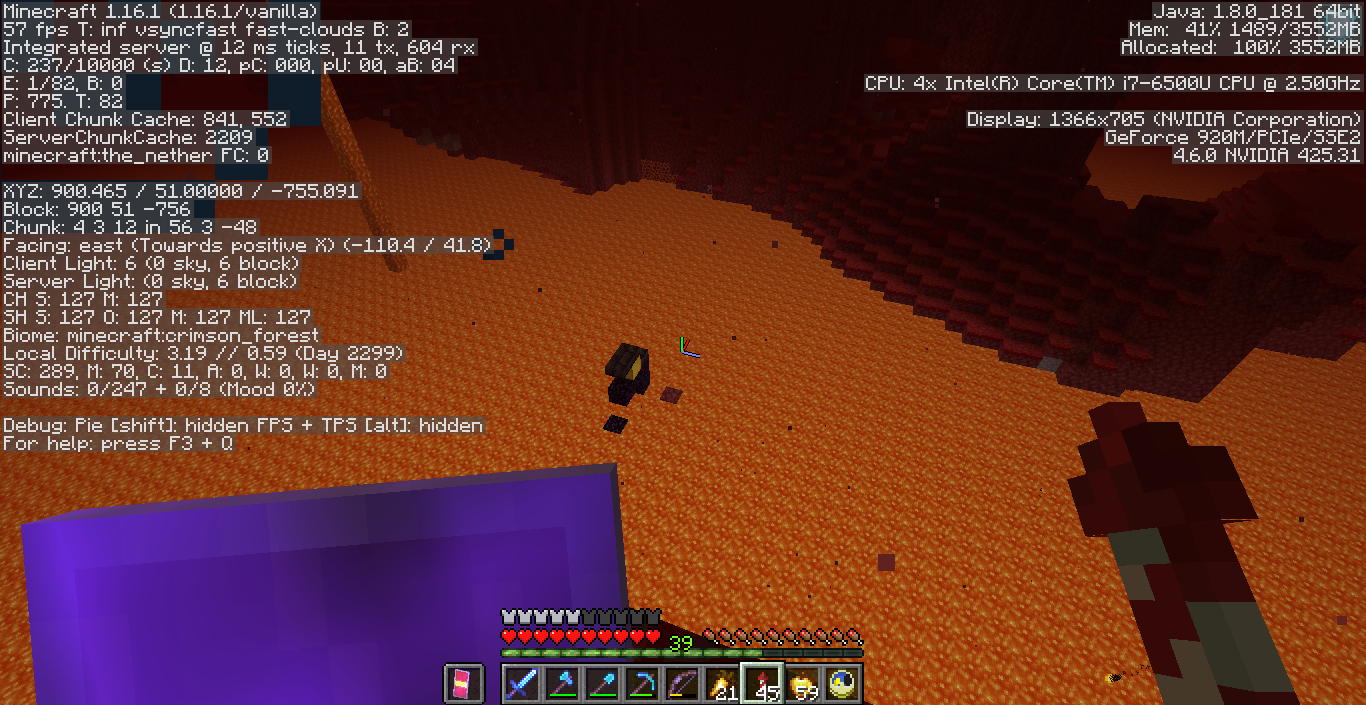 Minecraft 1.16.1 (1.16.1/vanilla)
57 fps T: inf vsyncfast fast-clouds B: 2
Integrated server @ 12 ms ticks, 11 tx, 604 rx
C: 237/10000 (s) D: 12, pC: 000, pU: 00, aB: 04
E: 1/82, B: 0
P: 775. T: 82
Client Chunk Cache: 841, 552
ServerChunkCache: 2209
minecraft:the_nether FC: 0
XYZ: 900.465 / 51.00000 / -755.091
Block: 900 51 -756
Chunk: 4 3 12 in 56 3 -48
Facing: east (Towards positive X) (-110.4 / 41.8)
Client Light: 6 (0 sky, 6 block)
Server Light: (0 sky, 6 block)
CH S: 127 M: 127
SH S: 127 O: 127 M: 127 ML: 127
Biome: minecraft:crimson_forest
Local Difficulty: 3.19 // 0.59 (Day 2299)
SC: 289, M: 70, C: 11, A: 0, W: 0, W: 0, M: 0
Sounds: 0/247 + 0/8 (Mood 0%)
Debug: Pie [shift]: hidden FPS + TPS [alt]: hidden
For help: press F3 + Q
Java: 1.8.0_181 64bit
Mem: 41% 1489/3552MB
Allocated: 100% 3552MB
CPU: 4x Intel(R) Core(TM) i7-6500U CPU @ 2.50GHz
Display: 1366x705 (NVIDIA Corporation)
GeForce 920M/PCIe/SSE2
4.6.0 NVIDIA 425.31
39
21 45 59